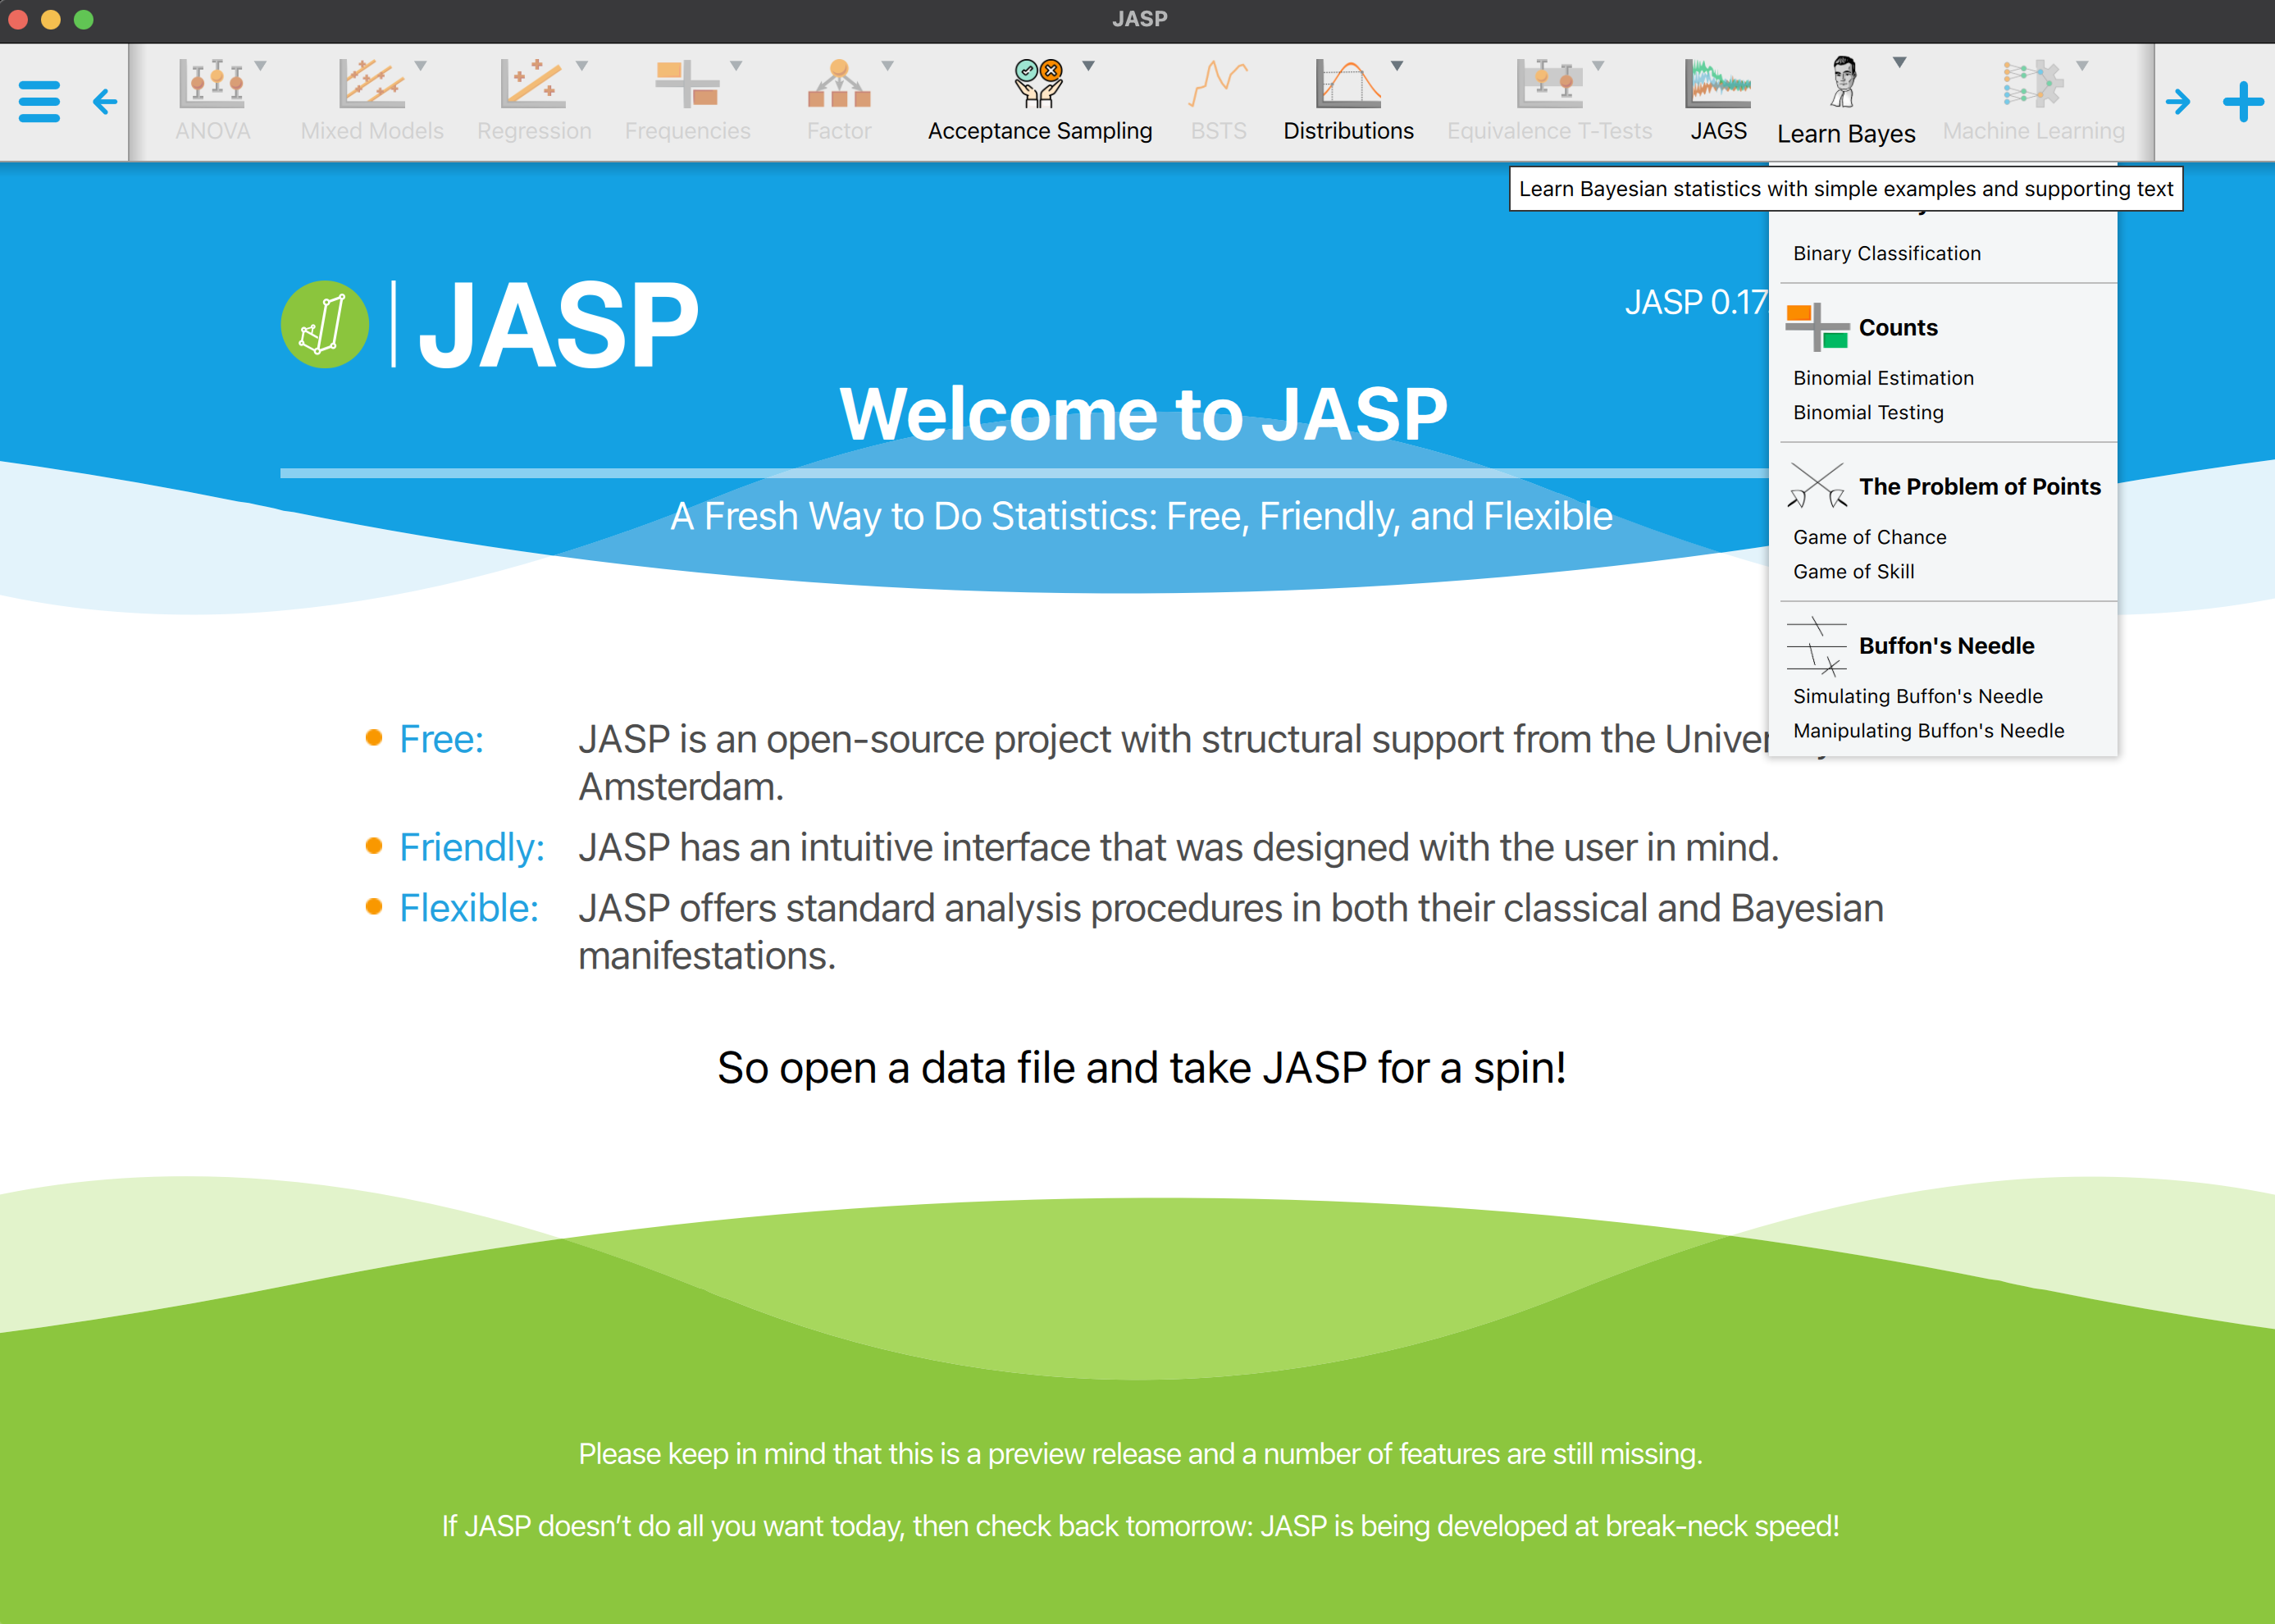 JASP
ANOVA
Mixed Models
Regression
Frequencies
Factor
Acceptance Sampling
BSTS
Distributions
Equivalence T-Tests
JAGS
Learn Bayes
Machine Learning
Learn Bayesian statistics with simple examples and supporting text
Binary Classification
Counts
Binomial Estimation
Binomial Testing
The Problem of Points
Game of Chance
Game of Skill
Buffon's Needle
Simulating Buffon's Needle
Manipulating Buffon's Needle
JASP
JASP 0.17
Welcome to JASP
A Fresh Way to Do Statistics: Free, Friendly, and Flexible
Free: JASP is an open-source project with structural support from the
Amsterdam.
Friendly: JASP has an intuitive interface that was designed with the user in mind.
Flexible: JASP offers standard analysis procedures in both their classical and Bayesian
manifestations.
So open a data file and take JASP for a spin!
Please keep in mind that this is a preview release and a number of features are still missing.
If JASP doesn’t do all you want today, then check back tomorrow: JASP is being developed at break-neck speed!